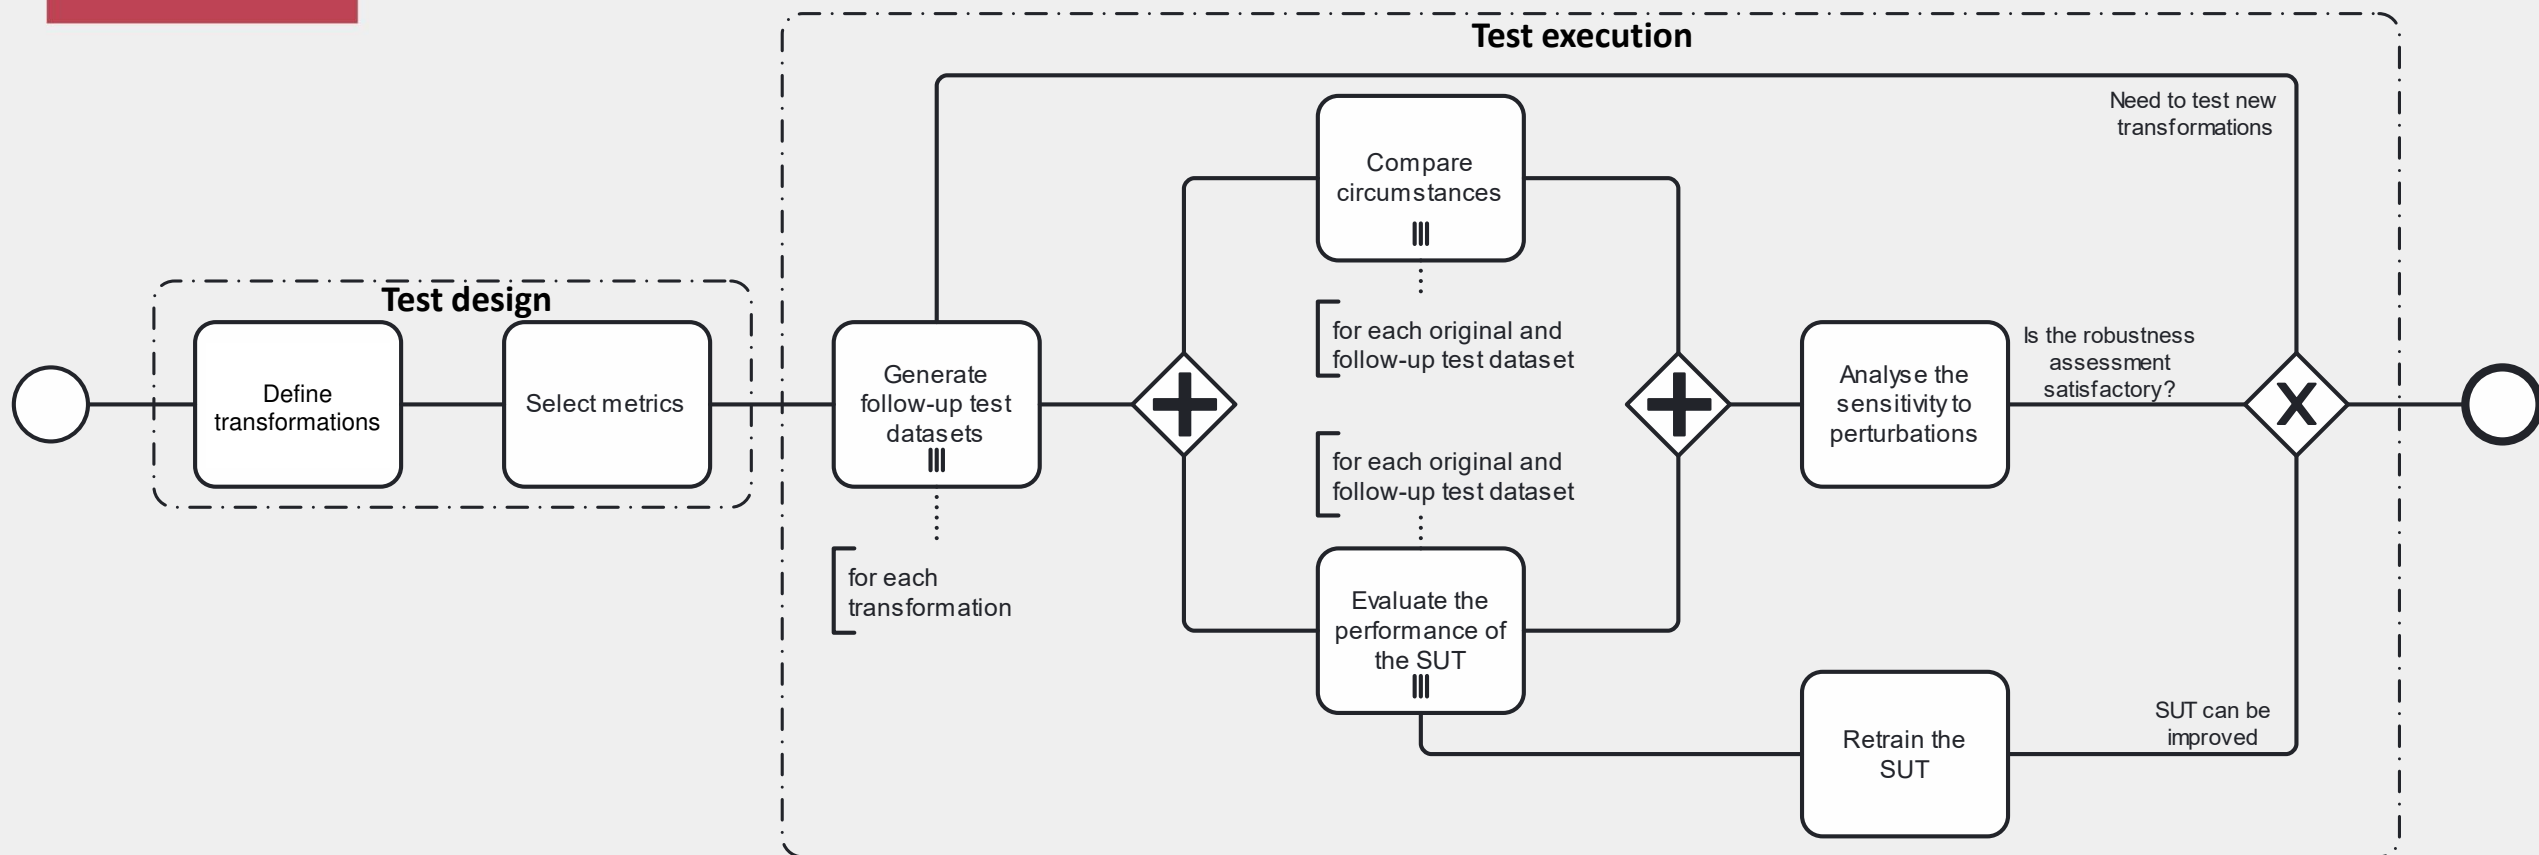 Test execution
Need to test new
transformations
Compare
circumstances
Test design
for each original and
follow-up test dataset
Is the robustness
assessment
satisfactory?
Define
transformations
Select metrics
Generate
follow-up test
datasets
Analyse the
sensitivity to
perturbations
X
for each original and
follow-up test dataset
for each
transformation
Evaluate the
performance of
the SUT
Retrain the
SUT
SUT can be
improved